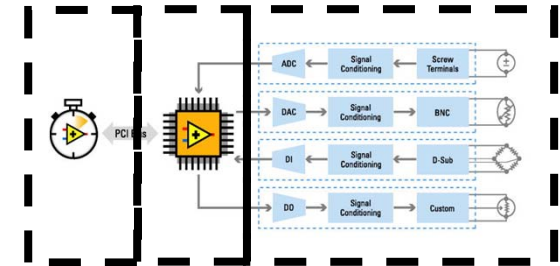 ADC
Signal
Conditioning
Screw
Terminals
PCI Bus
DAC
Signal
Conditioning
BNC
DI
Signal
Conditioning
D-Sub
DO
Signal
Conditioning
Custom